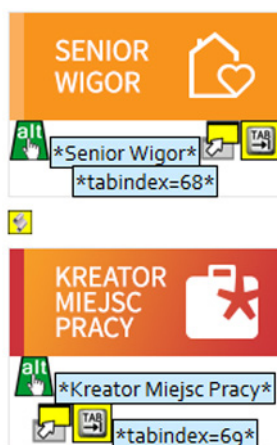 SENIOR
WIGOR
alt
*Senior Wigor*
TAB
*tabindex=68*
KREATOR
MIEJSC
PRACY
alt
*Kreator Miejsc Pracy*
TAB
*tabindex=69*